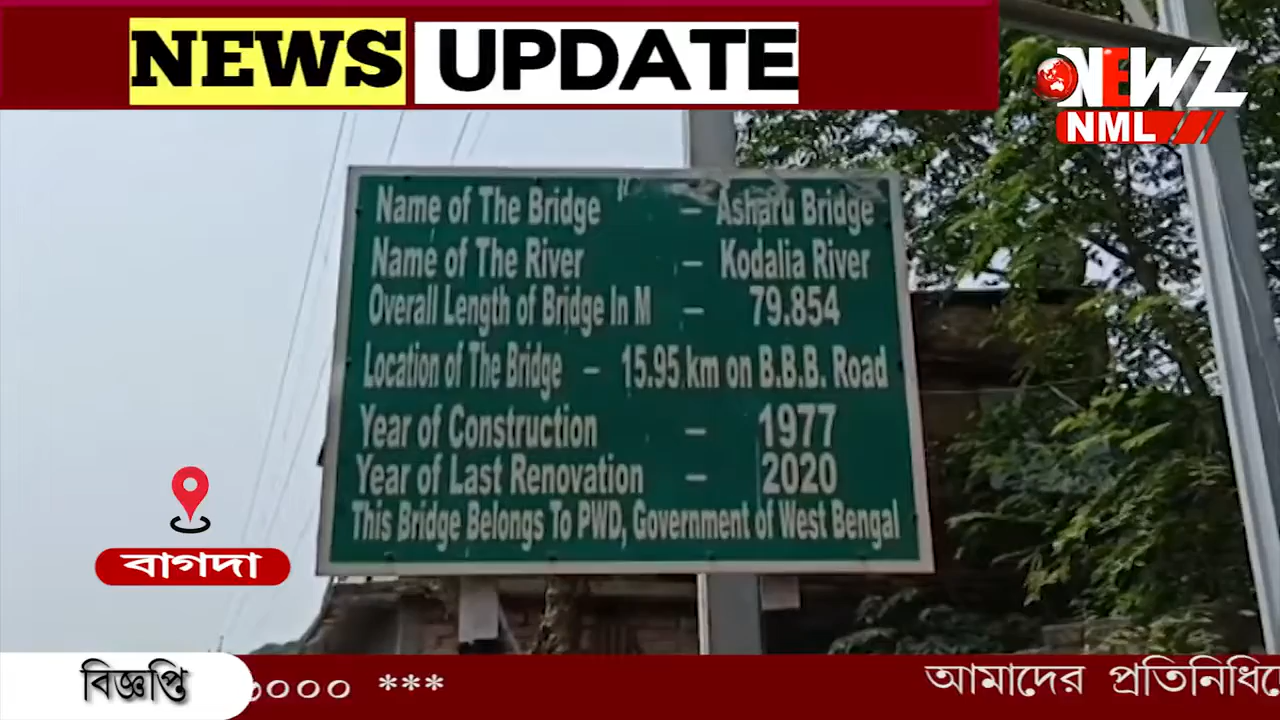 NEWS UPDATE
NEWZ
NML
Name of The Bridge – Asharu Bridge
Name of The River – Kodalia River
Overall Length of Bridge In M – 79.854
Location of The Bridge – 15.95 km on B.B.B. Road
Year of Construction – 1977
Year of Last Renovation – 2020
This Bridge Belongs To PWD, Government of West Bengal
বাগদা
বিজ্ঞপ্তি ০০০ *** আমাদের